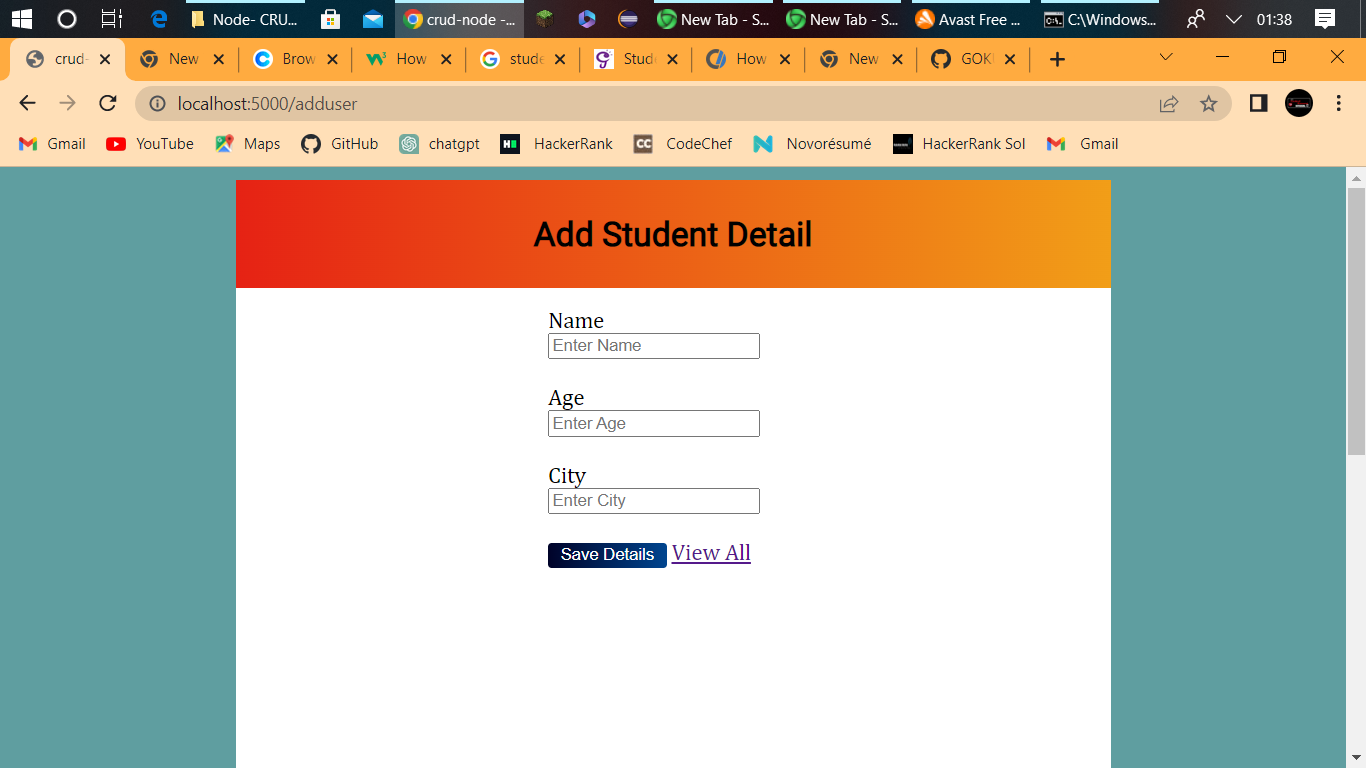 Node- CRU... crud-node -... New Tab - S... New Tab - S... Avast Free ... C:\Windows... 01:38
crud- New Brow How stude Stud How New GOK
localhost:5000/adduser
Gmail YouTube Maps GitHub chatgpt HackerRank CodeChef Novorésumé HackerRank Sol Gmail
Add Student Detail
Name
Enter Name
Age
Enter Age
City
Enter City
Save Details View All